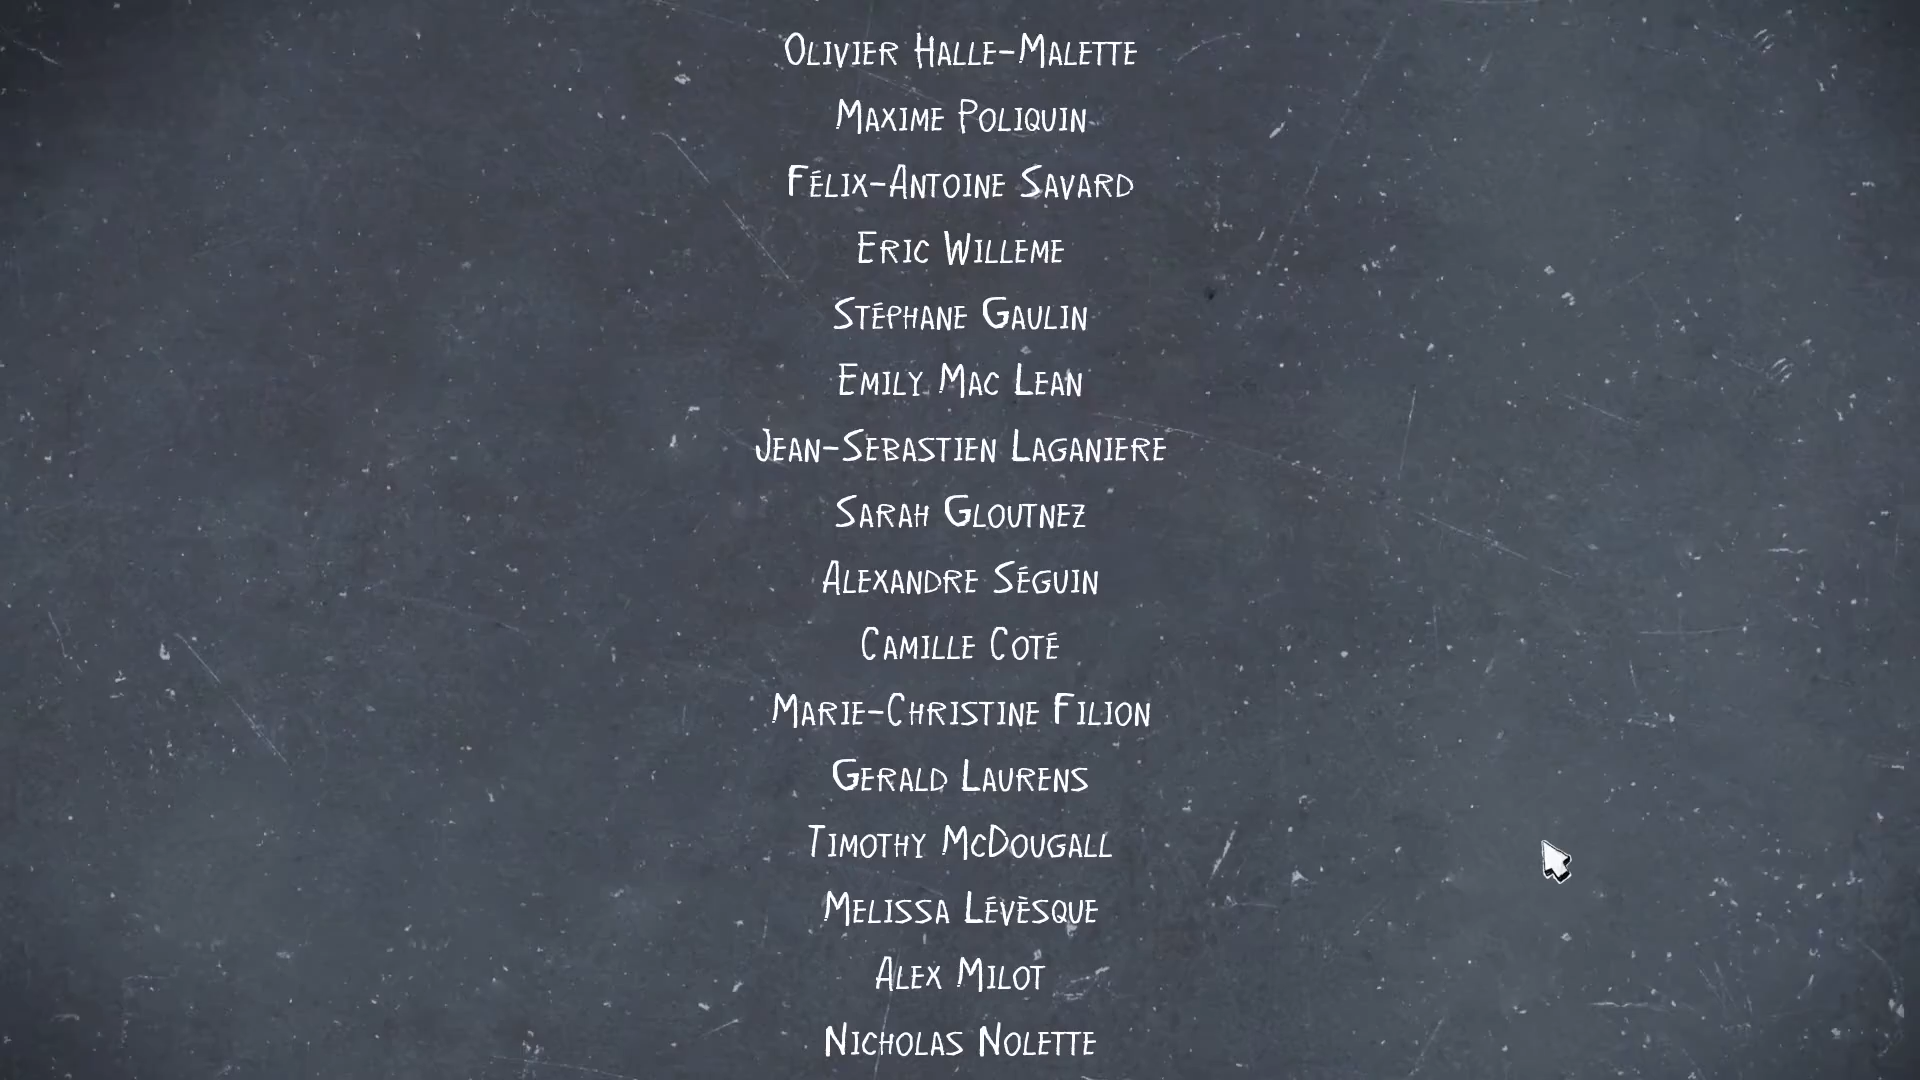 Olivier Halle-Malette
Maxime Poliquin
Félix-Antoine Savard
Eric Willeme
Stéphane Gaulin
Emily Mac Lean
Jean-Sebastien Laganiere
Sarah Gloutnez
Alexandre Séguin
Camille Coté
Marie-Christine Filion
Gerald Laurens
Timothy McDougall
Melissa Lévèsque
Alex Milot
Nicholas Nolette